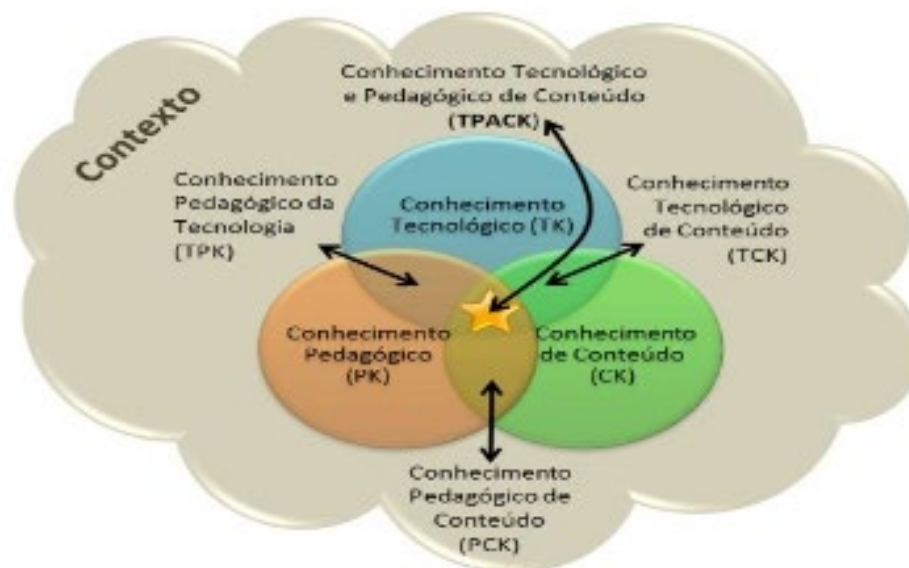 Contexto
Conhecimento Tecnológico
e Pedagógico de Conteúdo
(TPACK)
Conhecimento
Pedagógico da
Tecnologia
(TPK)
Conhecimento
Tecnológico (TK)
Conhecimento
Tecnológico
de Conteúdo
(TCK)
Conhecimento
Pedagógico
(PK)
Conhecimento
de Conteúdo
(CK)
Conhecimento
Pedagógico de
Conteúdo
(PCK)